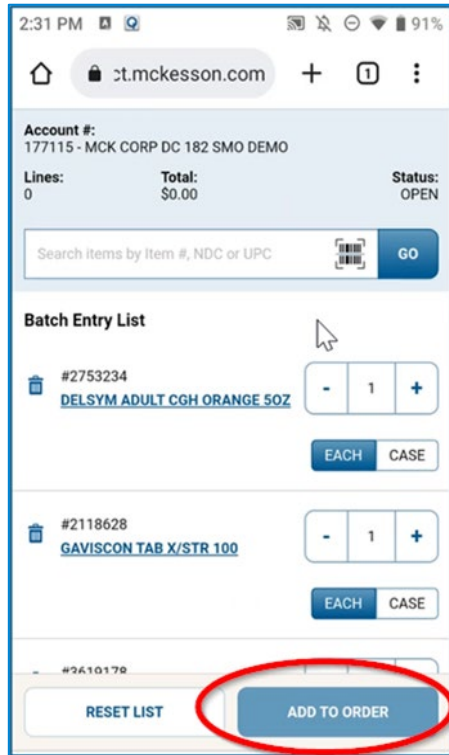 2:31 PM 91%
ct.mckesson.com + 1
Account #:
177115 - MCK CORP DC 182 SMO DEMO
Lines: Total: Status:
0 $0.00 OPEN
Search items by Item #, NDC or UPC GO
Batch Entry List
#2753234
DELSYM ADULT CGH ORANGE 5OZ
- 1 +
EACH CASE
#2118628
GAVISCON TAB X/STR 100
- 1 +
EACH CASE
#3619178
RESET LIST ADD TO ORDER